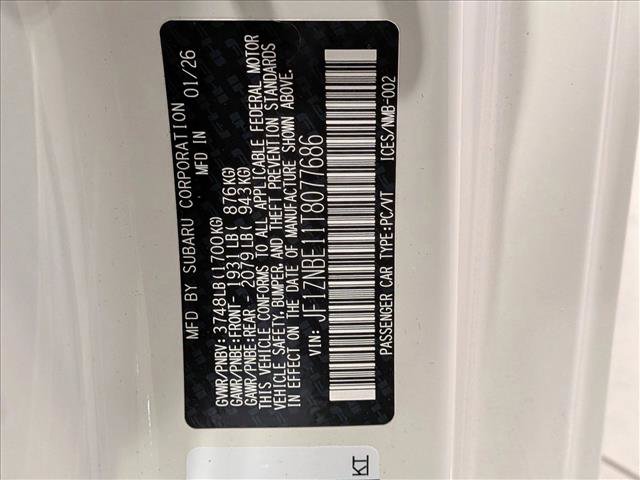 MFD BY SUBARU CORPORATION
MFD IN 01/26
GVWR/PNBV: 3748LB(1700KG)
GAWR/PNBE:FRONT- 1931LB( 876KG)
GAWR/PNBE:REAR - 2079LB( 943KG)
THIS VEHICLE CONFORMS TO ALL APPLICABLE FEDERAL MOTOR
VEHICLE SAFETY,BUMPER,AND THEFT PREVENTION STANDARDS
IN EFFECT ON THE DATE OF MANUFACTURE SHOWN ABOVE.
VIN: JF1ZNBE11T8077686
PASSENGER CAR TYPE:PC/VT ICES/NMB-002
KI